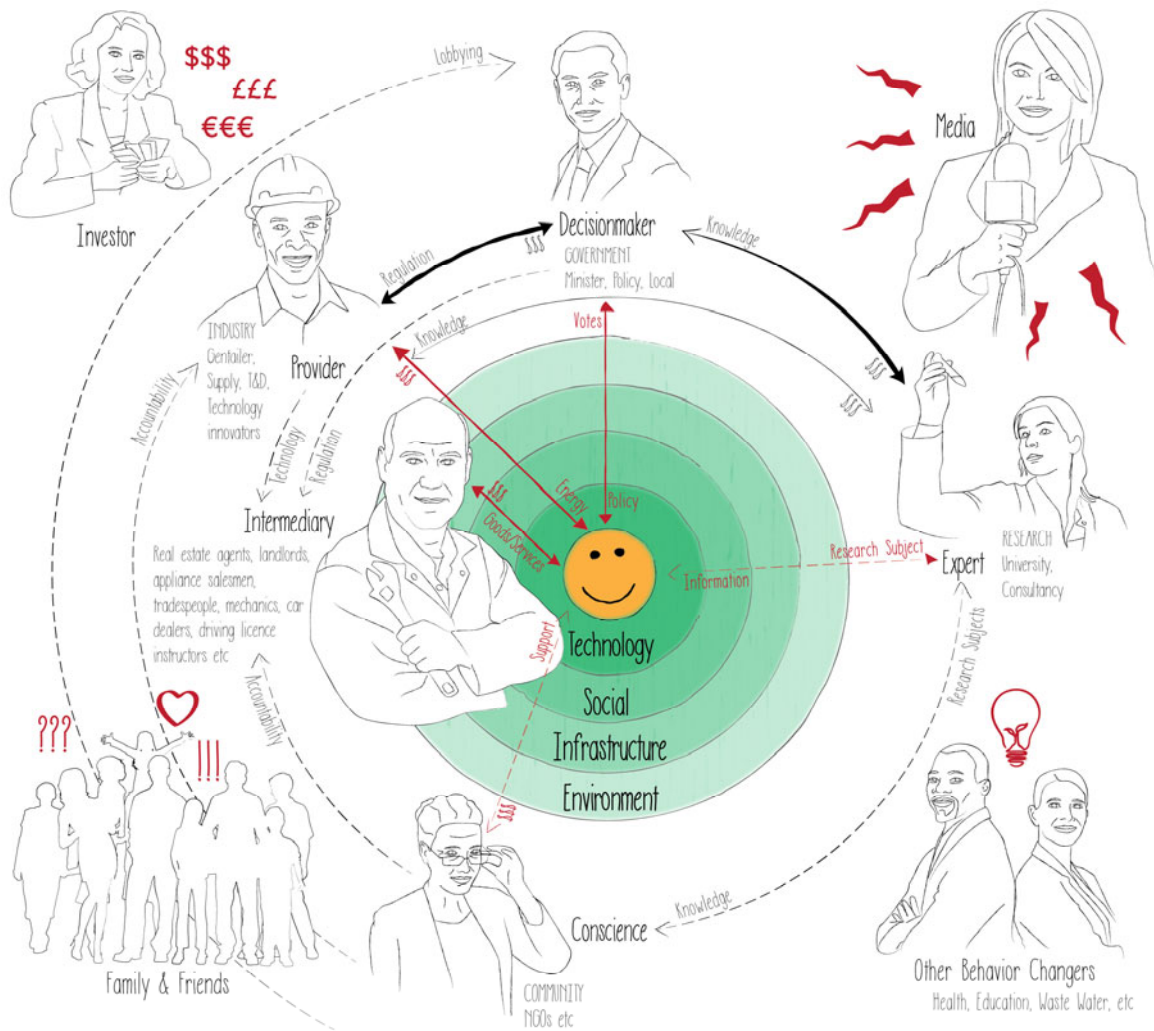 $$$
£££
€€€
Investor
Lobbying
Decisionmaker
GOVERNMENT
Minister, Policy, Local
Media
Regulation
$$$
Knowledge
$$$
Knowledge
$$$
$$$
Votes
Policy
INDUSTRY
Gentailer,
Supply, T&D,
Technology
innovators
Provider
Accountability
Technology
Regulation
Intermediary
Real estate agents, landlords,
appliance salesmen,
tradespeople, mechanics, car
dealers, driving licence
instructors etc
Energy
$$$
Goods/Services
Research Subject
Information
Expert
RESEARCH
University,
Consultancy
Support
$$$
Technology
Social
Infrastructure
Environment
Research Subjects
Accountability
???
!!!
Family & Friends
Conscience
COMMUNITY
NGOs etc
Knowledge
Other Behavior Changers
Health, Education, Waste Water, etc